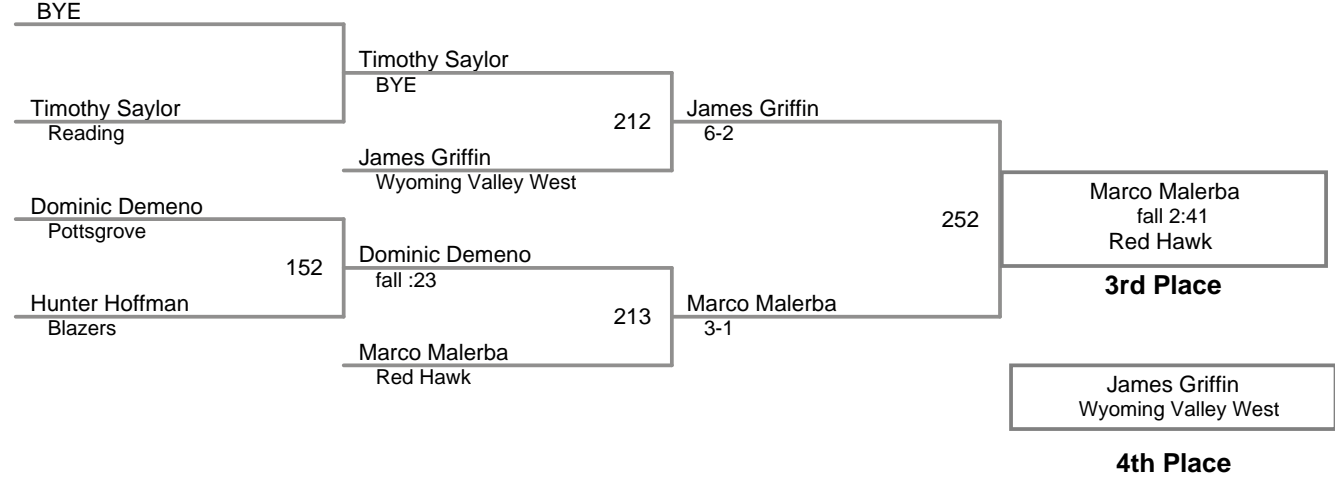 BYE
Timothy Saylor
BYE
Timothy Saylor
Reading
212
James Griffin
6-2
James Griffin
Wyoming Valley West
Marco Malerba
fall 2:41
Red Hawk
3rd Place
252
Dominic Demeno
Pottsgrove
152
Dominic Demeno
fall :23
Hunter Hoffman
Blazers
213
Marco Malerba
3-1
Marco Malerba
Red Hawk
James Griffin
Wyoming Valley West
4th Place